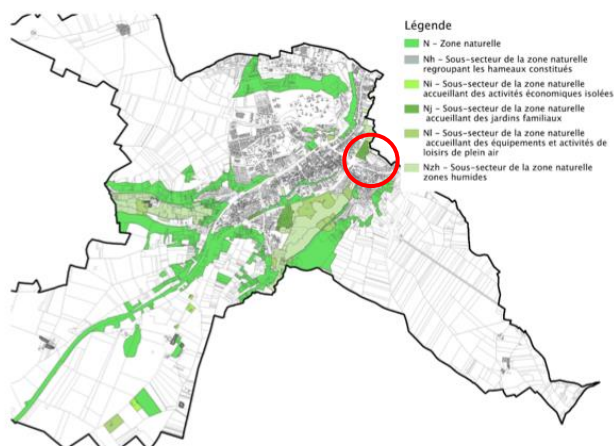 Légende
N - Zone naturelle
Nh - Sous-secteur de la zone naturelle
regroupant les hameaux constitués
Ni - Sous-secteur de la zone naturelle
accueillant des activités économiques isolées
Nj - Sous-secteur de la zone naturelle
accueillant des jardins familiaux
Nl - Sous-secteur de la zone naturelle
accueillant des équipements et activités de
loisirs de plein air
Nzh - Sous-secteur de la zone naturelle
zones humides